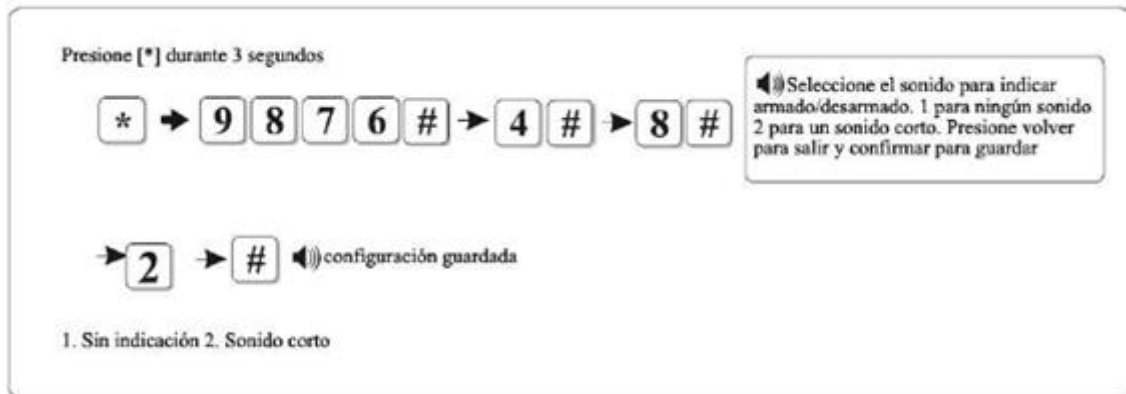 Presione [*] durante 3 segundos
* 9 8 7 6 # 4 # 8 #
Seleccione el sonido para indicar
armado/desarmado. 1 para ningún sonido
2 para un sonido corto. Presione volver
para salir y confirmar para guardar
2 # configuración guardada
1. Sin indicación 2. Sonido corto